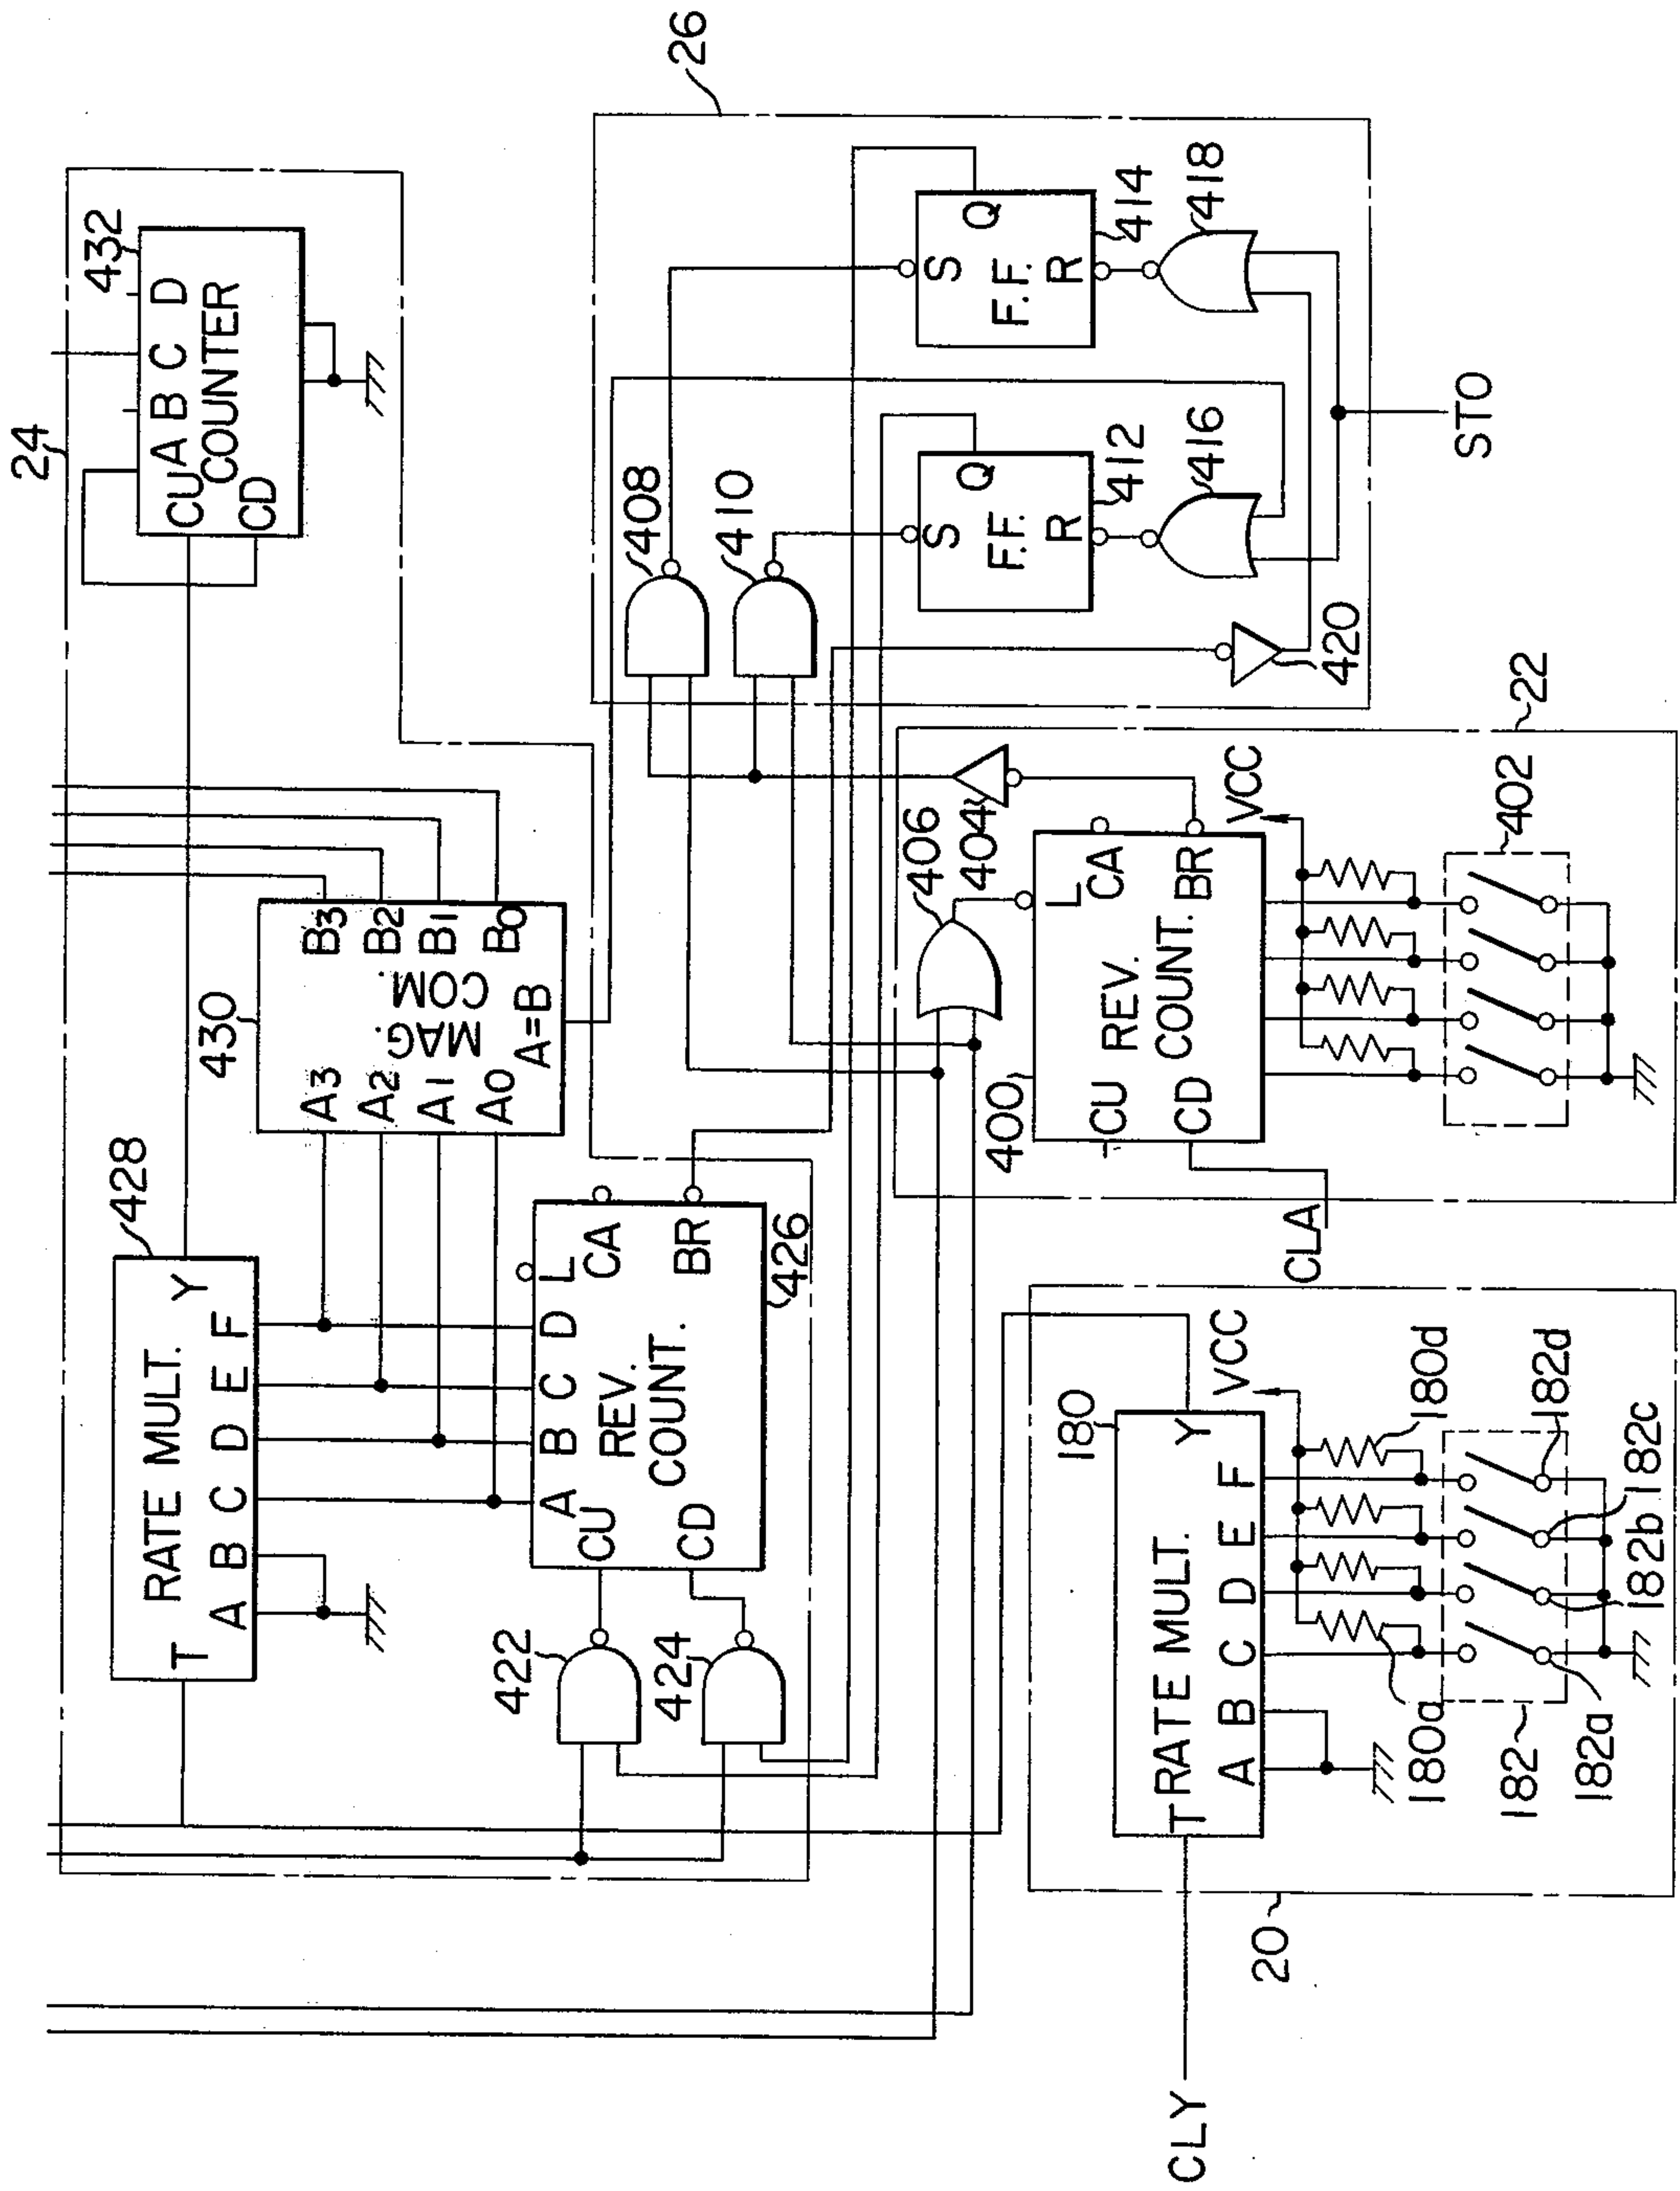 24
432
CU A B C D
COUNTER
CD
26
428
T RATE MULT. Y
A B C D E F
430
A3 B3
A2 B2
A1 B1
A0 B0
MAG.
COM.
A=B
422
424
A B C D L
CU REV. CA
COUNT.
CD BR
426
408
410
S
F.F. Q
R
412
416
S
F.F. Q
R
414
418
420
STO
22
406
404
400
L
CU REV. CA
COUNT.
CD BR
CLA
VCC
402
20
CLY
180
T RATE MULT. Y
A B C D E F
VCC
180a
180d
182
182a
182b
182c
182d